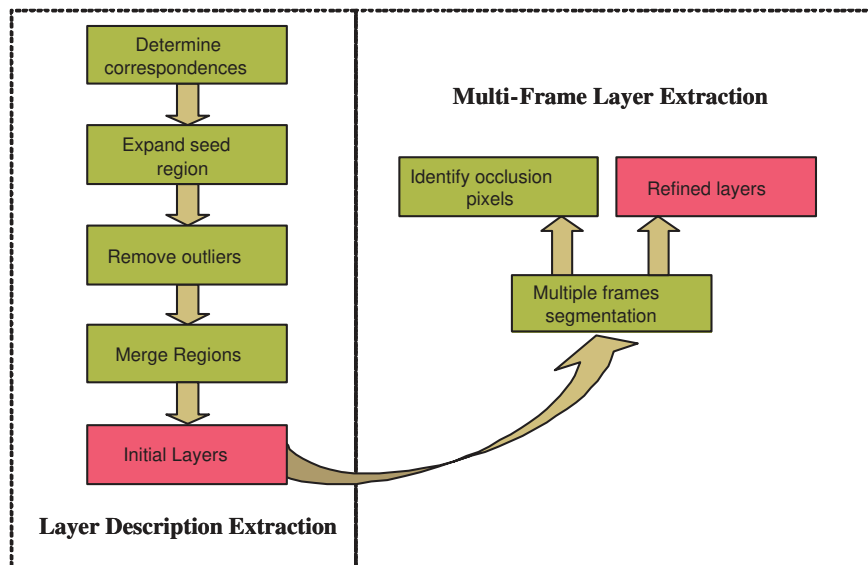 Determine
correspondences
Expand seed
region
Remove outliers
Merge Regions
Initial Layers
Layer Description Extraction
Multi-Frame Layer Extraction
Identify occlusion
pixels
Refined layers
Multiple frames
segmentation